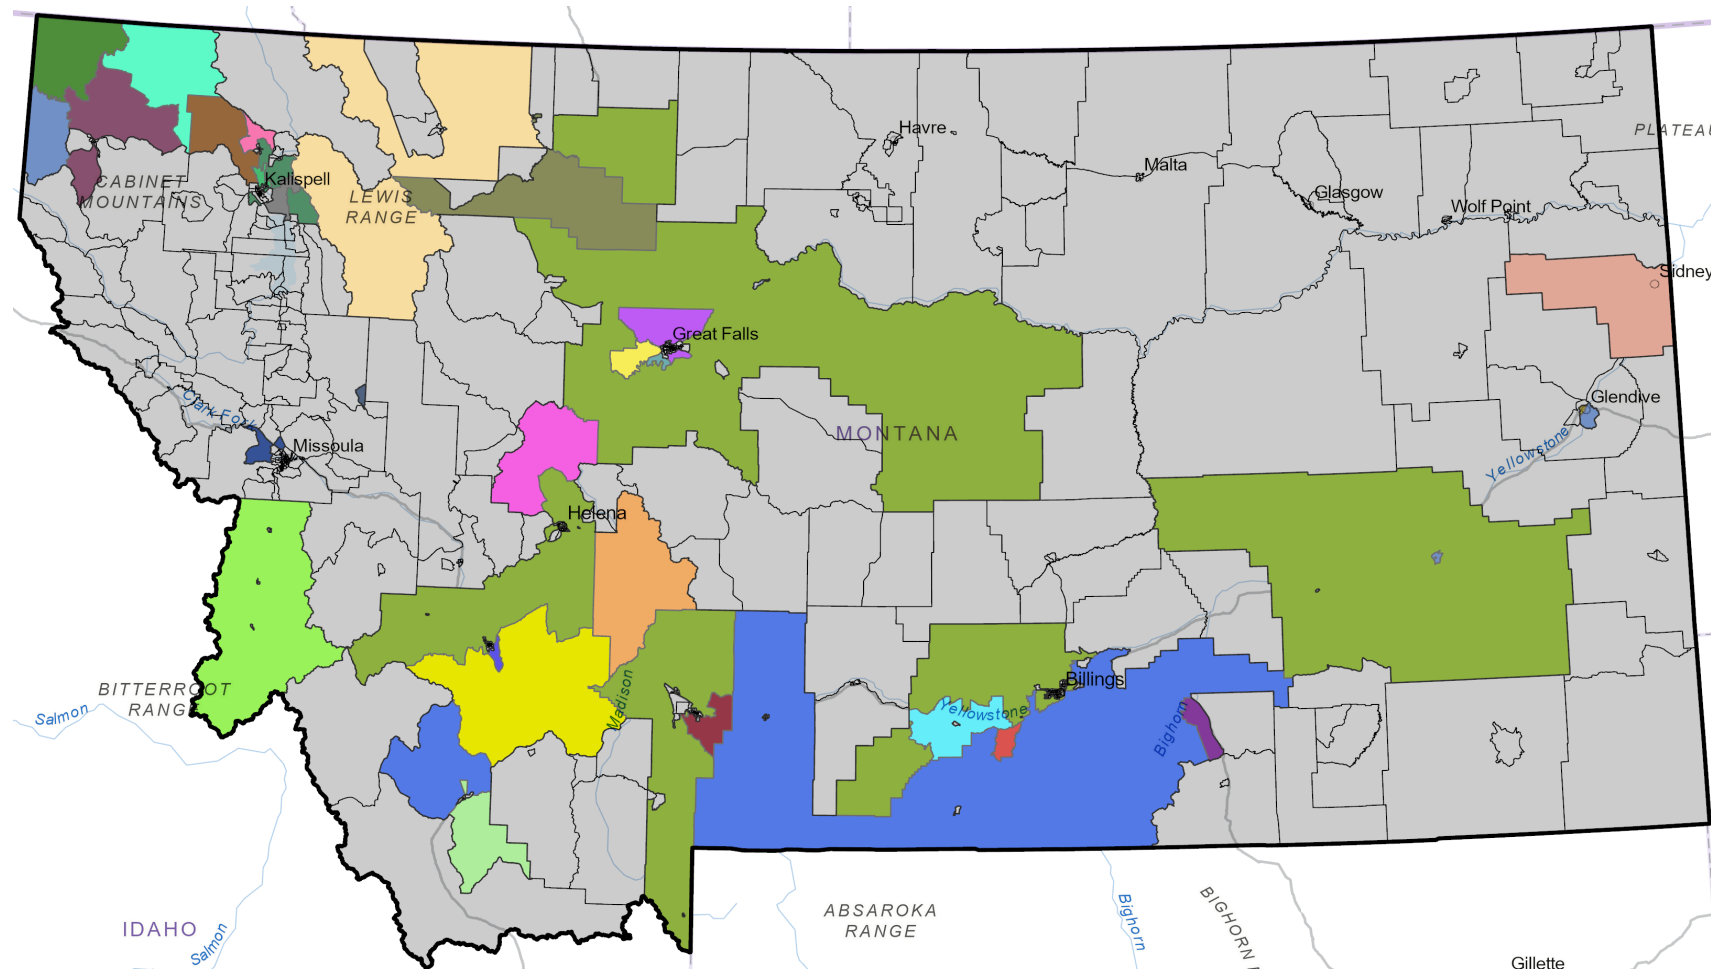 Havre
PLATEAU
Malta
Kalispell
CABINET
MOUNTAINS
LEWIS
RANGE
Glasgow
Wolf Point
Sidney
Great Falls
Clark Fork
Glendive
MONTANA
Missoula
Yellowstone
Helena
BITTERROOT
RANGE
Madison
Billings
Salmon
Yellowstone
Bighorn
ABSAROKA
RANGE
IDAHO
Salmon
Bighorn
BIGHORN
Gillette